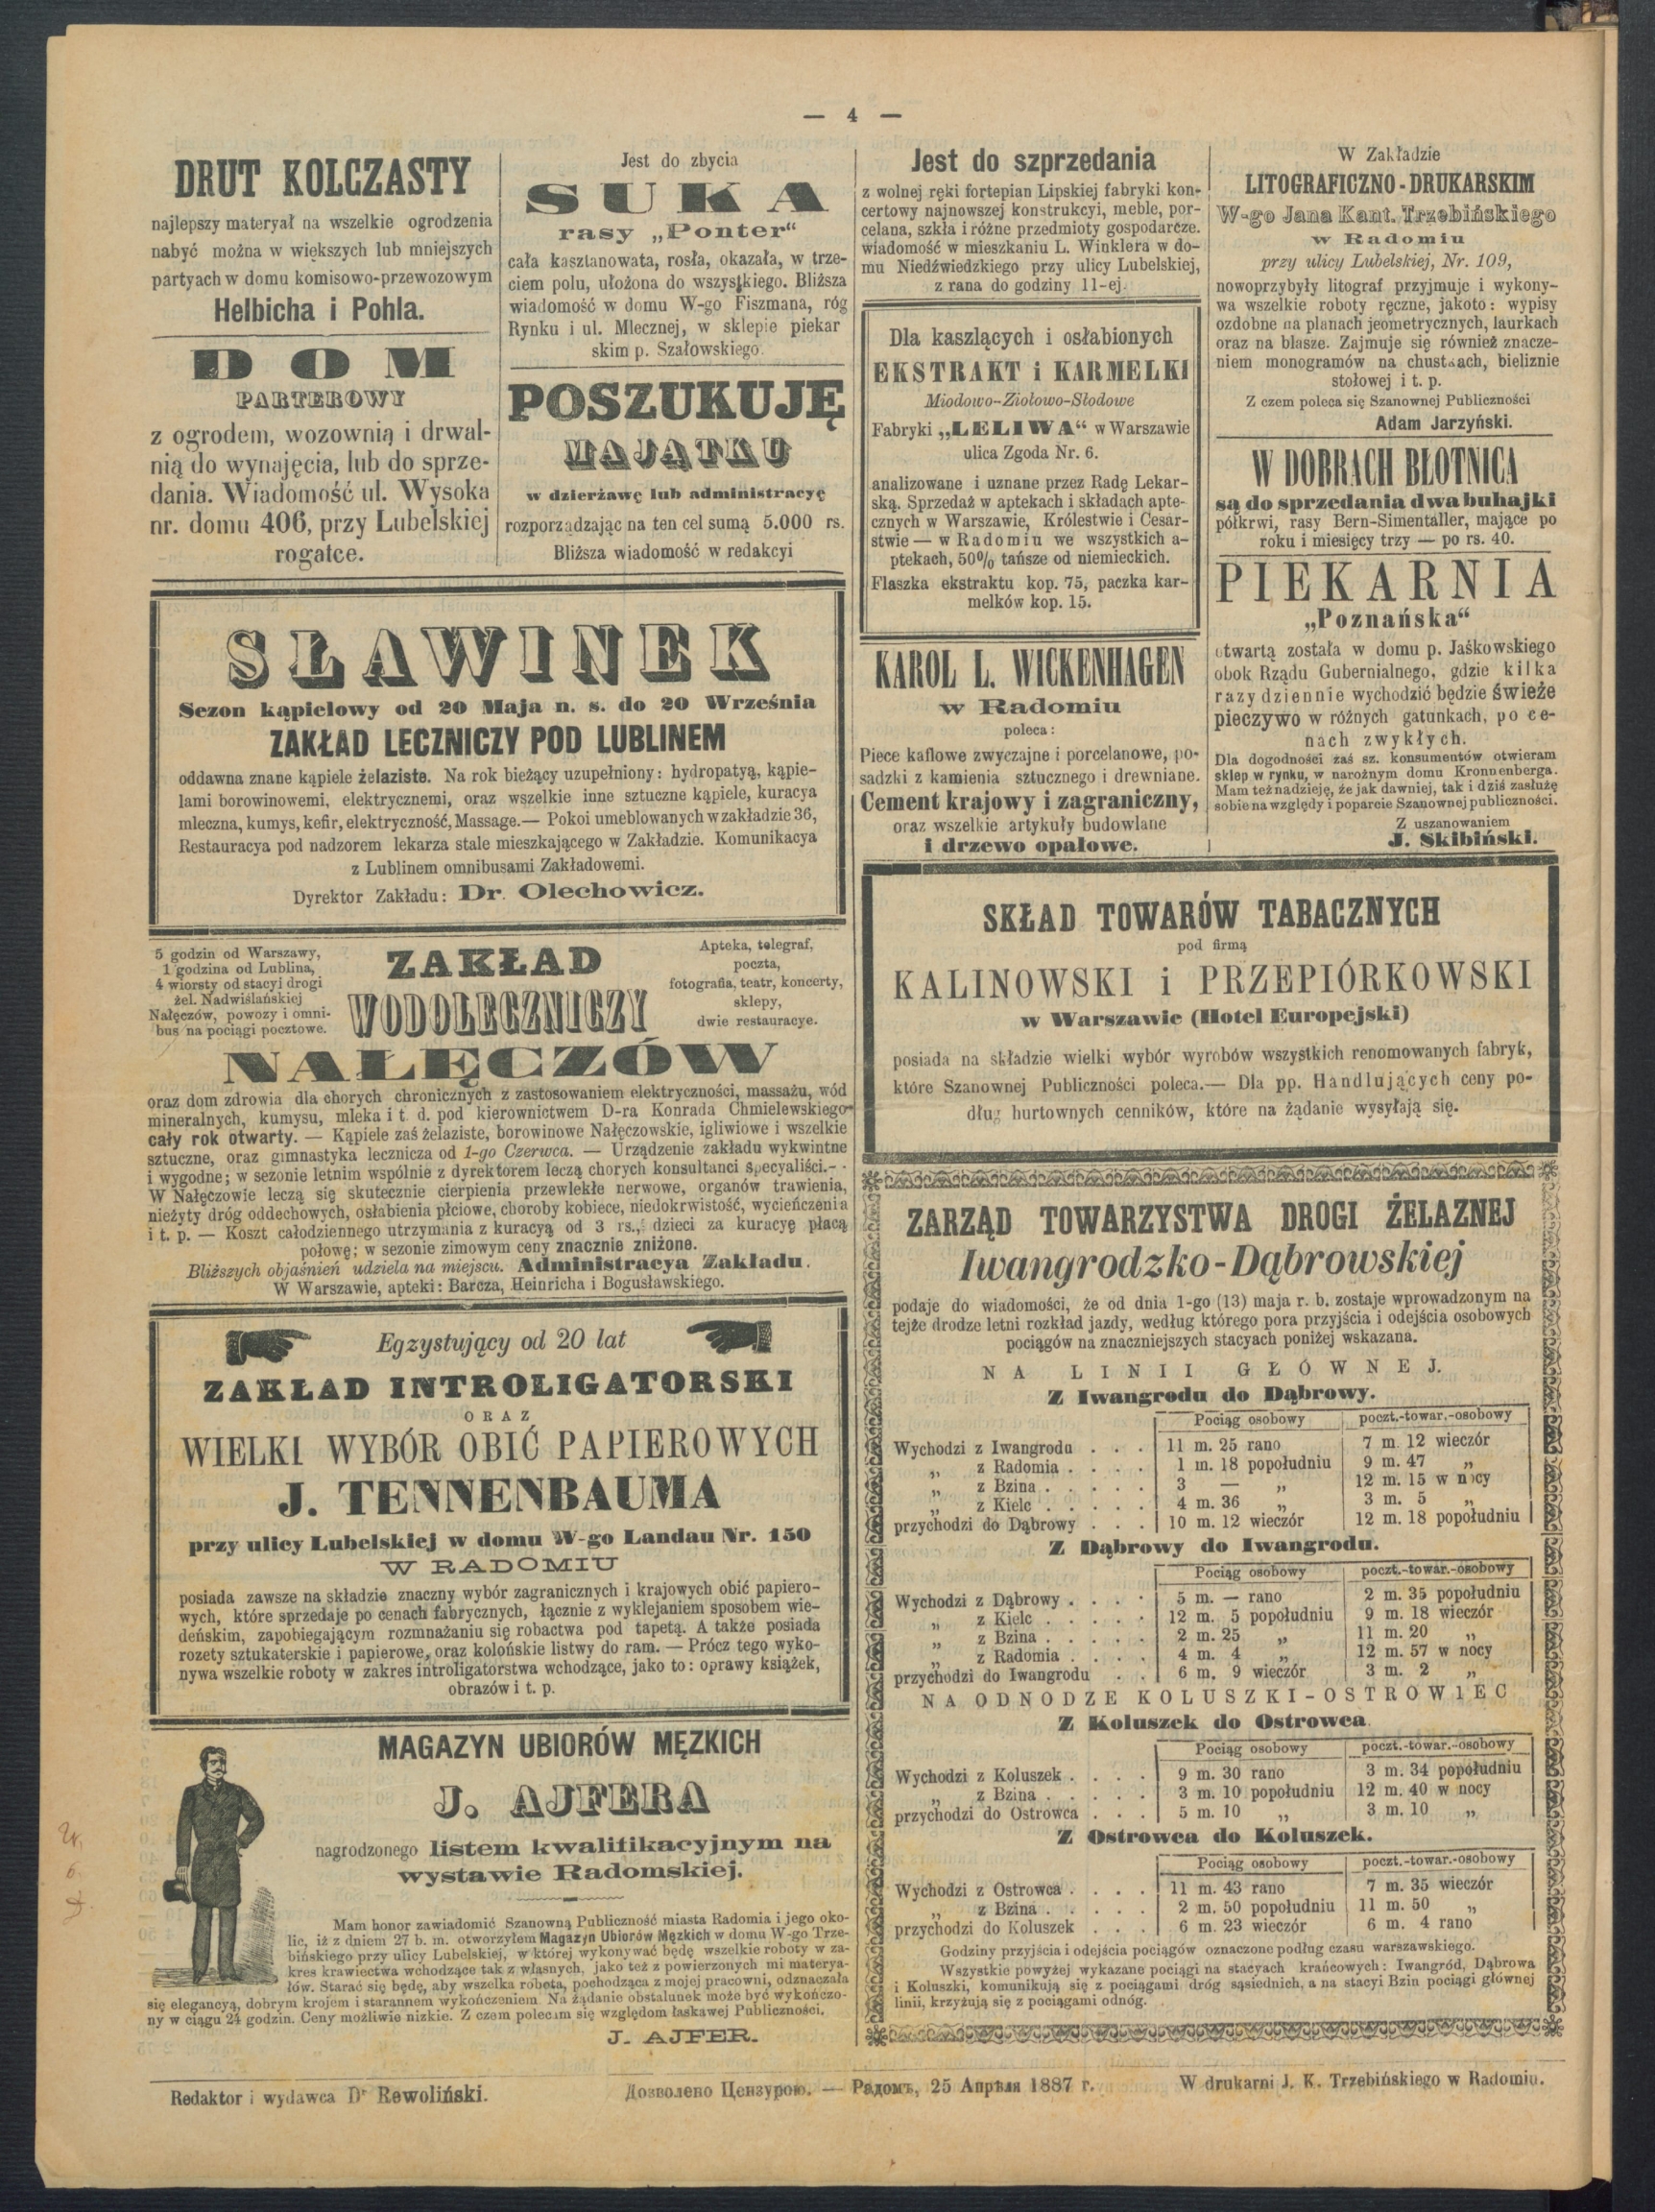 — 4 —
DRUT KOLCZASTY
najlepszy materyał na wszelkie ogrodzenia
nabyć można w większych lub mniejszych
partyach w domu komisowo-przewozowym
Helbicha i Pohla.
DOM
PARTEROWY
z ogrodem, wozownią i drwal-
nią do wynajęcia, lub do sprze-
dania. Wiadomość ul. Wysoka
nr. domu 406, przy Lubelskiej
rogatce.
Jest do zbycia
SUKA
rasy „Ponter“
cała kasztanowata, rosła, okazała, w trze-
ciem polu, ułożona do wszystkiego. Bliższa
wiadomość w domu W-go Fiszmana, róg
Rynku i ul. Mlecznej, w sklepie piekar
skim p. Szałowskiego.
POSZUKUJĘ
MAJĄTKU
w dzierżawę lub administracyę
rozporządzając na ten cel sumą 5.000 rs.
Bliższa wiadomość w redakcyi
SŁAWINEK
Sezon kąpielowy od 20 Maja n. s. do 20 Września
ZAKŁAD LECZNICZY POD LUBLINEM
oddawna znane kąpiele żelaziste. Na rok bieżący uzupełniony: hydropatyą, kąpie-
lami borowinowemi, elektrycznemi, oraz wszelkie inne sztuczne kąpiele, kuracya
mleczna, kumys, kefir, elektryczność, Massage.— Pokoi umeblowanych w zakładzie 36,
Restauracya pod nadzorem lekarza stale mieszkającego w Zakładzie. Komunikacya
z Lublinem omnibusami Zakładowemi.
Dyrektor Zakładu: Dr. Olechowicz.
5 godzin od Warszawy,
1 godzina od Lublina,
4 wiorsty od stacyi drogi
żel. Nadwiślańskiej
Nałęczów, powozy i omni-
bus na pociągi pocztowe.
ZAKŁAD
WODOLECZNICZY
Apteka, telegraf,
poczta,
fotografia, teatr, koncerty,
sklepy,
dwie restauracye.
NAŁĘCZÓW
oraz dom zdrowia dla chorych chronicznych z zastosowaniem elektryczności, massażu, wód
mineralnych, kumysu, mleka i t. d. pod kierownictwem D-ra Konrada Chmielewskiego
cały rok otwarty. — Kąpiele zaś żelaziste, borowinowe Nałęczowskie, igliwiowe i wszelkie
sztuczne, oraz gimnastyka lecznicza od 1-go Czerwca. — Urządzenie zakładu wykwintne
i wygodne; w sezonie letnim wspólnie z dyrektorem leczą chorych konsultanci specyaliści.—
W Nałęczowie leczą się skutecznie cierpienia przewlekłe nerwowe, organów trawienia,
nieżyty dróg oddechowych, osłabienia płciowe, choroby kobiece, niedokrwistość, wycieńczenia
i t. p. — Koszt całodziennego utrzymania z kuracyą od 3 rs., dzieci za kuracyę płacą
połowę; w sezonie zimowym ceny znacznie zniżone.
Bliższych objaśnień udziela na miejscu. Administracya Zakładu.
W Warszawie, apteki: Barcza, Heinricha i Bogusławskiego.
Egzystujący od 20 lat
ZAKŁAD INTROLIGATORSKI
ORAZ
WIELKI WYBÓR OBIĆ PAPIEROWYCH
J. TENNENBAUMA
przy ulicy Lubelskiej w domu W-go Landau Nr. 150
W RADOMIU
posiada zawsze na składzie znaczny wybór zagranicznych i krajowych obić papiero-
wych, które sprzedaje po cenach fabrycznych, łącznie z wyklejaniem sposobem wie-
deńskim, zapobiegającym rozmnażaniu się robactwa pod tapetą. A także posiada
rozety sztukaterskie i papierowe, oraz kolońskie listwy do ram. — Prócz tego wyko-
nywa wszelkie roboty w zakres introligatorstwa wchodzące, jako to: oprawy książek,
obrazów i t. p.
MAGAZYN UBIORÓW MĘZKICH
J. AJFERA
nagrodzonego listem kwalifikacyjnym na
wystawie Radomskiej.
Mam honor zawiadomić Szanowną Publiczność miasta Radomia i jego oko-
lic, iż z dniem 27 b. m. otworzyłem Magazyn Ubiorów Męzkich w domu W-go Trze-
bińskiego przy ulicy Lubelskiej, w której wykonywać będę wszelkie roboty w za-
kres krawiectwa wchodzące tak z własnych, jako też z powierzonych mi materya-
łów. Starać się będę, aby wszelka robota, pochodząca z mojej pracowni, odznaczała
się elegancyą, dobrym krojem i starannem wykończeniem. Na żądanie obstalunek może być wykończo-
ny w ciągu 24 godzin. Ceny możliwie nizkie. Z czem polecam się względom łaskawej Publiczności.
J. AJFER.
Jest do szprzedania
z wolnej ręki fortepian Lipskiej fabryki kon-
certowy najnowszej konstrukcyi, meble, por-
celana, szkła i różne przedmioty gospodarcze.
wiadomość w mieszkaniu L. Winklera w do-
mu Niedźwiedzkiego przy ulicy Lubelskiej,
z rana do godziny 11-ej.
Dla kaszlących i osłabionych
EKSTRAKT i KARMELKI
Miodowo-Ziołowo-Słodowe
Fabryki „LELIWA“ w Warszawie
ulica Zgoda Nr. 6.
analizowane i uznane przez Radę Lekar-
ską. Sprzedaż w aptekach i składach apte-
cznych w Warszawie, Królestwie i Cesar-
stwie — w Radomiu we wszystkich a-
ptekach, 50% tańsze od niemieckich.
Flaszka ekstraktu kop. 75, paczka kar-
melków kop. 15.
KAROL L. WICKENHAGEN
w Radomiu
poleca:
Piece kaflowe zwyczajne i porcelanowe, po-
sadzki z kamienia sztucznego i drewniane.
Cement krajowy i zagraniczny,
oraz wszelkie artykuły budowlane
i drzewo opałowe.
W Zakładzie
LITOGRAFICZNO-DRUKARSKIM
W-go Jana Kant. Trzebińskiego
w Radomiu
przy ulicy Lubelskiej, Nr. 109,
nowoprzybyły litograf przyjmuje i wykony-
wa wszelkie roboty ręczne, jakoto: wypisy
ozdobne na planach jeometrycznych, laurkach
oraz na blasze. Zajmuje się również znacze-
niem monogramów na chustkach, bieliznie
stołowej i t. p.
Z czem poleca się Szanownej Publiczności
Adam Jarzyński.
W DOBRACH BŁOTNICA
są do sprzedania dwa buhajki
półkrwi, rasy Bern-Simentaller, mające po
roku i miesięcy trzy — po rs. 40.
PIEKARNIA
„Poznańska“
otwartą została w domu p. Jaśkowskiego
obok Rządu Gubernialnego, gdzie kilka
razy dziennie wychodzić będzie świeże
pieczywo w różnych gatunkach, po ce-
nach zwykłych.
Dla dogodności zaś sz. konsumentów otwieram
sklep w rynku, w narożnym domu Kronnenberga.
Mam też nadzieję, że jak dawniej, tak i dziś zasłużę
sobie na względy i poparcie Szanownej publiczności.
Z uszanowaniem
J. Skibiński.
SKŁAD TOWARÓW TABACZNYCH
pod firmą
KALINOWSKI i PRZEPIÓRKOWSKI
w Warszawie (Hotel Europejski)
posiada na składzie wielki wybór wyrobów wszystkich renomowanych fabryk,
które Szanownej Publiczności poleca.— Dla pp. Handlujących ceny po-
dług hurtownych cenników, które na żądanie wysyłają się.
ZARZĄD TOWARZYSTWA DROGI ŻELAZNEJ
Iwangrodzko-Dąbrowskiej
podaje do wiadomości, że od dnia 1-go (13) maja r. b. zostaje wprowadzonym na
tejże drodze letni rozkład jazdy, według którego pora przyjścia i odejścia osobowych
pociągów na znaczniejszych stacyach poniżej wskazana.
NA LINII GŁÓWNEJ.
Z Iwangrodu do Dąbrowy.
Pociąg osobowy poczt.-towar.-osobowy
Wychodzi z Iwangrodu . . . 11 m. 25 rano 7 m. 12 wieczór
„ z Radomia . . . . 1 m. 18 popołudniu 9 m. 47 „
„ z Bzina . . . . . 3 — „ 12 m. 15 w nocy
„ z Kielc . . . . . 4 m. 36 „ 3 m. 5 „
przychodzi do Dąbrowy . . . 10 m. 12 wieczór 12 m. 18 popołudniu
Z Dąbrowy do Iwangrodu.
Pociąg osobowy poczt.-towar.-osobowy
Wychodzi z Dąbrowy . . . . 5 m. — rano 2 m. 35 popołudniu
„ z Kielc . . . . . 12 m. 5 popołudniu 9 m. 18 wieczór
„ z Bzina . . . . . 2 m. 25 „ 11 m. 20 „
„ z Radomia . . . . 4 m. 4 „ 12 m. 57 w nocy
przychodzi do Iwangrodu . . 6 m. 9 wieczór 3 m. 2 „
NA ODNODZE KOLUSZKI-OSTROWIEC
Z Koluszek do Ostrowca.
Pociąg osobowy poczt.-towar.-osobowy
Wychodzi z Koluszek . . . . 9 m. 30 rano 3 m. 34 popołudniu
„ z Bzina . . . . . 3 m. 10 popołudniu 12 m. 40 w nocy
przychodzi do Ostrowca . . . 5 m. 10 „ 3 m. 10 „
Z Ostrowca do Koluszek.
Pociąg osobowy poczt.-towar.-osobowy
Wychodzi z Ostrowca . . . . 11 m. 43 rano 7 m. 35 wieczór
„ z Bzina . . . . . 2 m. 50 popołudniu 11 m. 50 „
przychodzi do Koluszek . . . 6 m. 23 wieczór 6 m. 4 rano
Godziny przyjścia i odejścia pociągów oznaczone podług czasu warszawskiego.
Wszystkie powyżej wykazane pociągi na stacyach krańcowych: Iwangród, Dąbrowa
i Koluszki, komunikują się z pociągami dróg sąsiednich, a na stacyi Bzin pociągi głównej
linii, krzyżują się z pociągami odnóg.
Redaktor i wydawca Dr Rewoliński.
Дозволено Цензурою. — Радомъ, 25 Апрѣля 1887 г.
W drukarni J. K. Trzebińskiego w Radomiu.